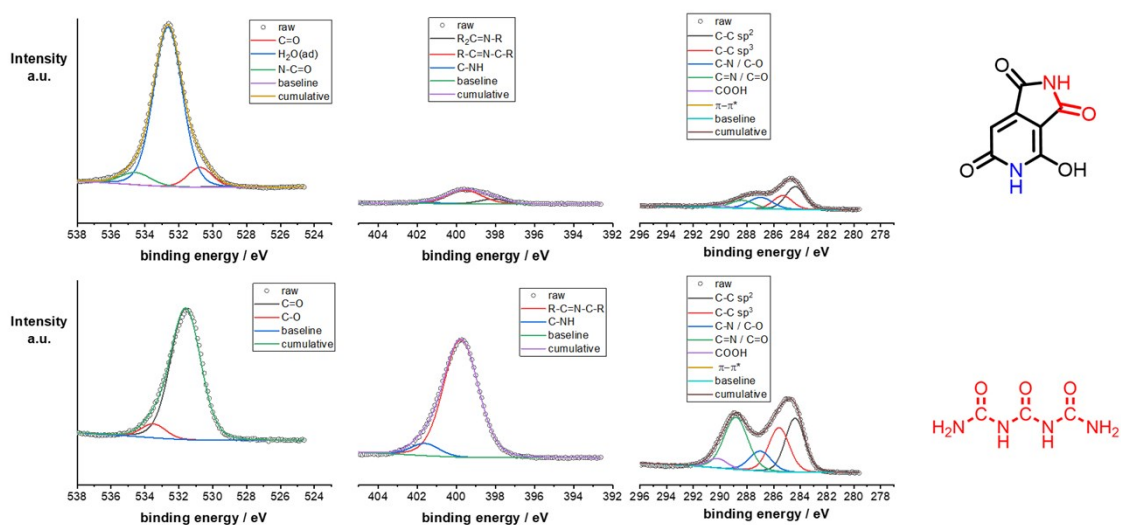 Intensity
a.u.
raw
C=O
H₂O(ad)
N-C=O
baseline
cumulative
538 536 534 532 530 528 526 524
binding energy / eV
raw
R₂C=N-R
R-C=N-C-R
C-NH
baseline
cumulative
404 402 400 398 396 394 392
binding energy / eV
raw
C-C sp²
C-C sp³
C-N / C-O
C=N / C=O
COOH
π−π*
baseline
cumulative
296 294 292 290 288 286 284 282 280 278
binding energy / eV
O
NH
O
O
N
H
OH
Intensity
a.u.
raw
C=O
C-O
baseline
cumulative
538 536 534 532 530 528 526 524
binding energy / eV
raw
R-C=N-C-R
C-NH
baseline
cumulative
404 402 400 398 396 394 392
binding energy / eV
raw
C-C sp²
C-C sp³
C-N / C-O
C=N / C=O
COOH
π−π*
baseline
cumulative
296 294 292 290 288 286 284 282 280 278
binding energy / eV
O O O
H₂N N N NH₂
H H